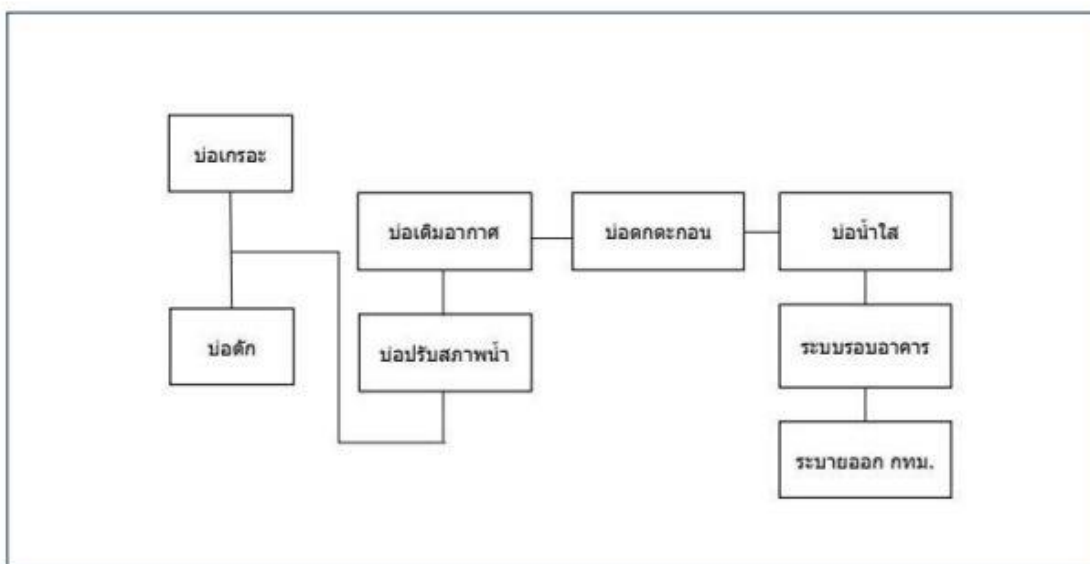 บ่อเกรอะ
บ่อดัก
บ่อเติมอากาศ
บ่อปรับสภาพน้ำ
บ่อตกตะกอน
บ่อน้ำใส
ระบบรอบอาคาร
ระบายออก กทม.